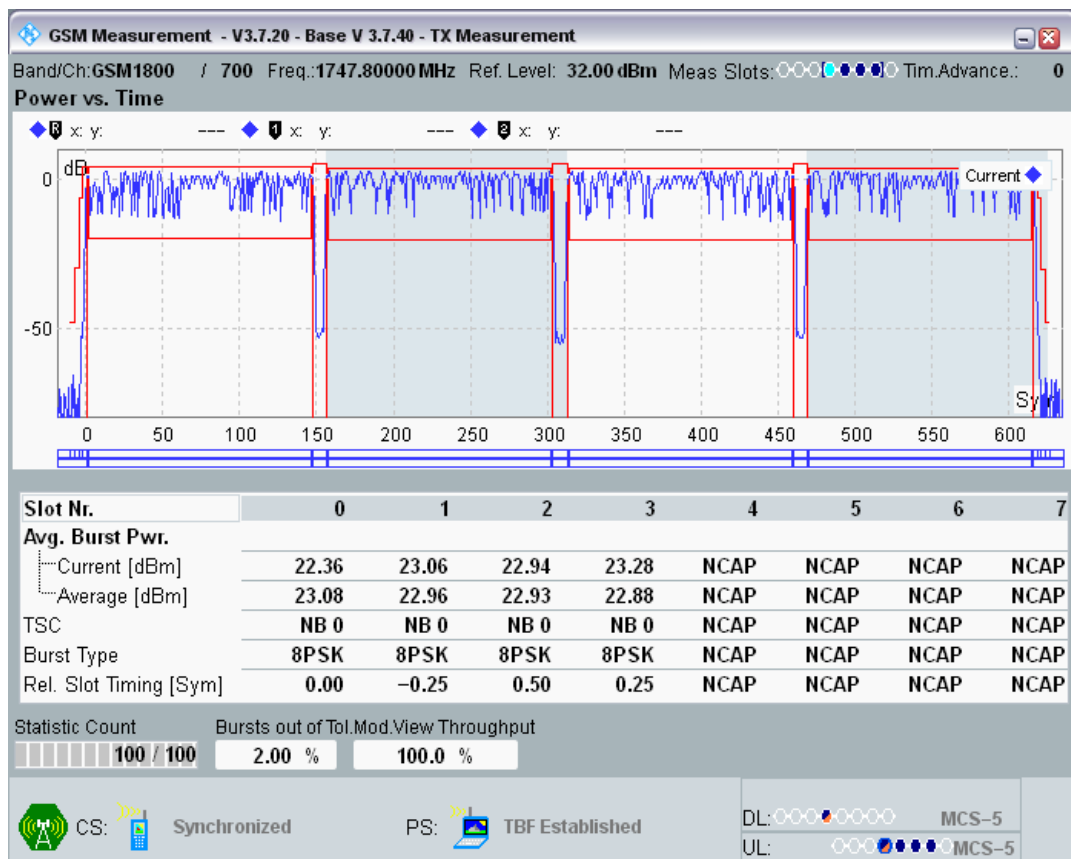 GSM Measurement - V3.7.20 - Base V 3.7.40 - TX Measurement
Band/Ch:GSM1800 / 700 Freq.:1747.80000 MHz Ref. Level: 32.00 dBm Meas Slots: Tim.Advance.: 0
Power vs. Time
R x: y: --- 1 x: y: --- 2 x: y: ---
dB
0
Current
-50
0 50 100 150 200 250 300 350 400 450 500 550 600
Slot Nr. 0 1 2 3 4 5 6 7
Avg. Burst Pwr.
Current [dBm] 22.36 23.06 22.94 23.28 NCAP NCAP NCAP NCAP
Average [dBm] 23.08 22.96 22.93 22.88 NCAP NCAP NCAP NCAP
TSC NB 0 NB 0 NB 0 NB 0 NCAP NCAP NCAP NCAP
Burst Type 8PSK 8PSK 8PSK 8PSK NCAP NCAP NCAP NCAP
Rel. Slot Timing [Sym] 0.00 −0.25 0.50 0.25 NCAP NCAP NCAP NCAP
Statistic Count Bursts out of Tol.Mod.View Throughput
100 / 100 2.00 % 100.0 %
CS: Synchronized PS: TBF Established
DL: MCS−5
UL: MCS−5